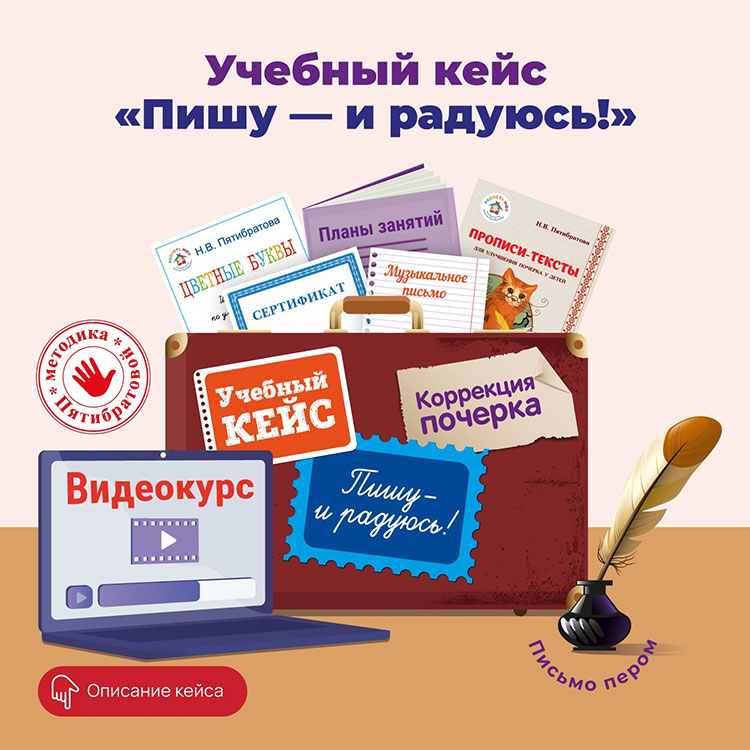 Учебный кейс
«Пишу — и радуюсь!»
Н.В. Пятибратова
ЦВЕТНЫЕ БУКВЫ
Планы занятий
Н.В. Пятибратова
ПРОПИСИ-ТЕКСТЫ
ДЛЯ УЛУЧШЕНИЯ ПОЧЕРКА У ДЕТЕЙ
СЕРТИФИКАТ
Музыкальное
письмо
методика
Пятибратовой
Учебный
КЕЙС
Коррекция
почерка
Пишу –
и радуюсь!
Видеокурс
Письмо пером
Описание кейса